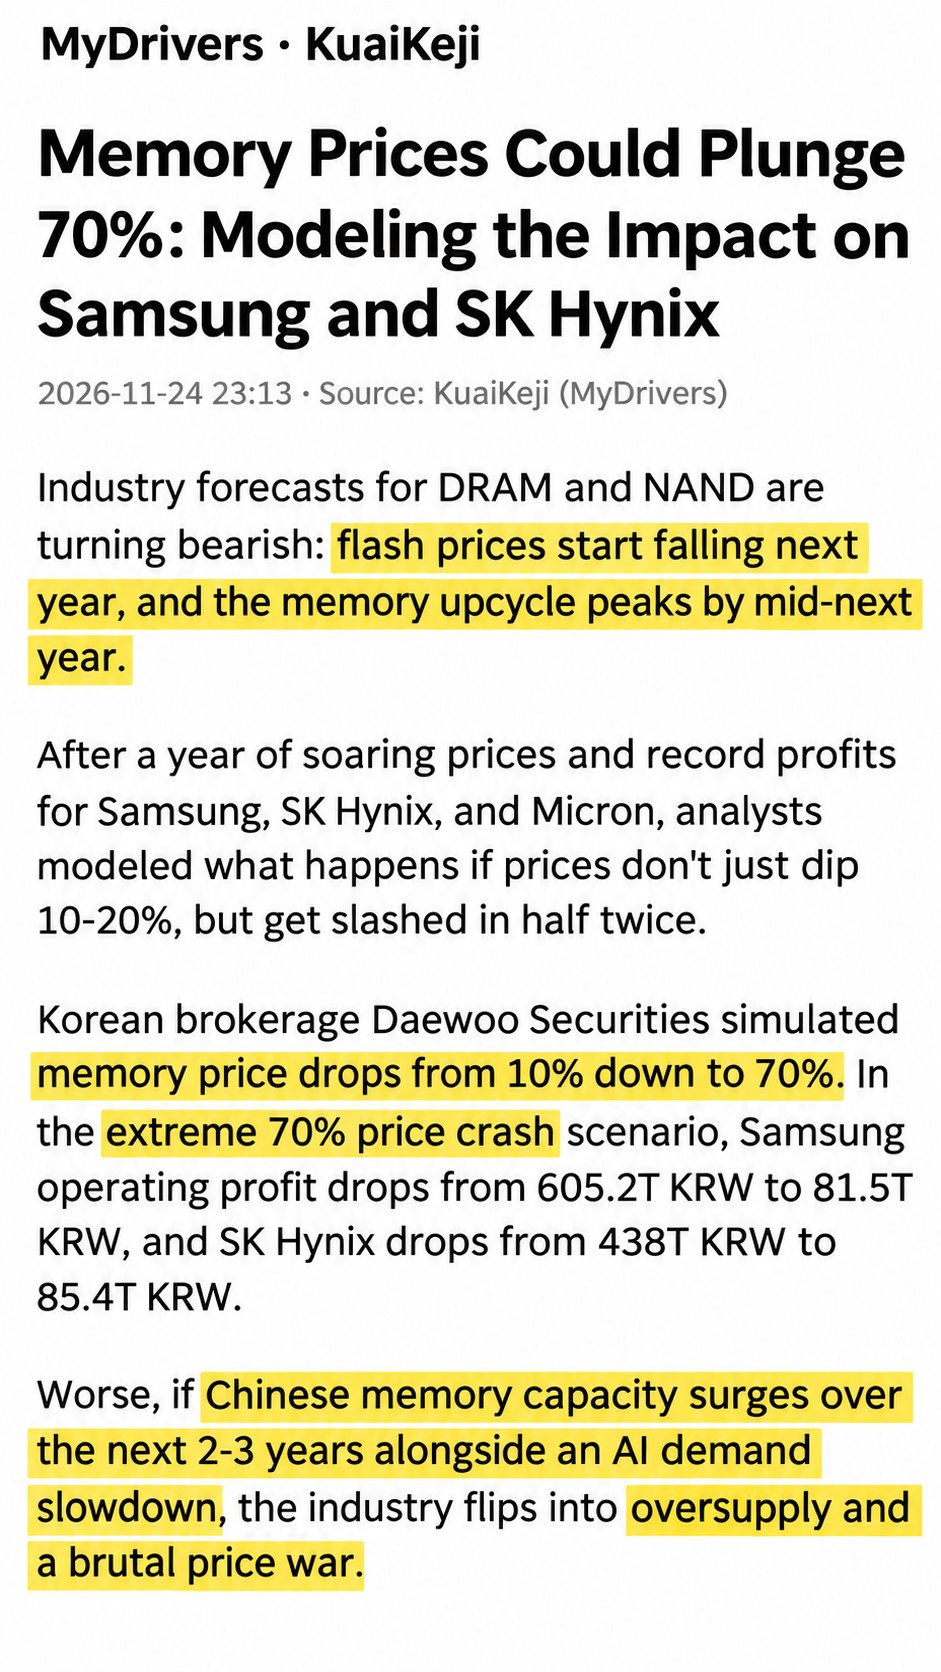 MyDrivers · KuaiKeji
Memory Prices Could Plunge
70%: Modeling the Impact on
Samsung and SK Hynix
2026-11-24 23:13 · Source: KuaiKeji (MyDrivers)
Industry forecasts for DRAM and NAND are
turning bearish: flash prices start falling next
year, and the memory upcycle peaks by mid-next
year.
After a year of soaring prices and record profits
for Samsung, SK Hynix, and Micron, analysts
modeled what happens if prices don't just dip
10-20%, but get slashed in half twice.
Korean brokerage Daewoo Securities simulated
memory price drops from 10% down to 70%. In
the extreme 70% price crash scenario, Samsung
operating profit drops from 605.2T KRW to 81.5T
KRW, and SK Hynix drops from 438T KRW to
85.4T KRW.
Worse, if Chinese memory capacity surges over
the next 2-3 years alongside an AI demand
slowdown, the industry flips into oversupply and
a brutal price war.